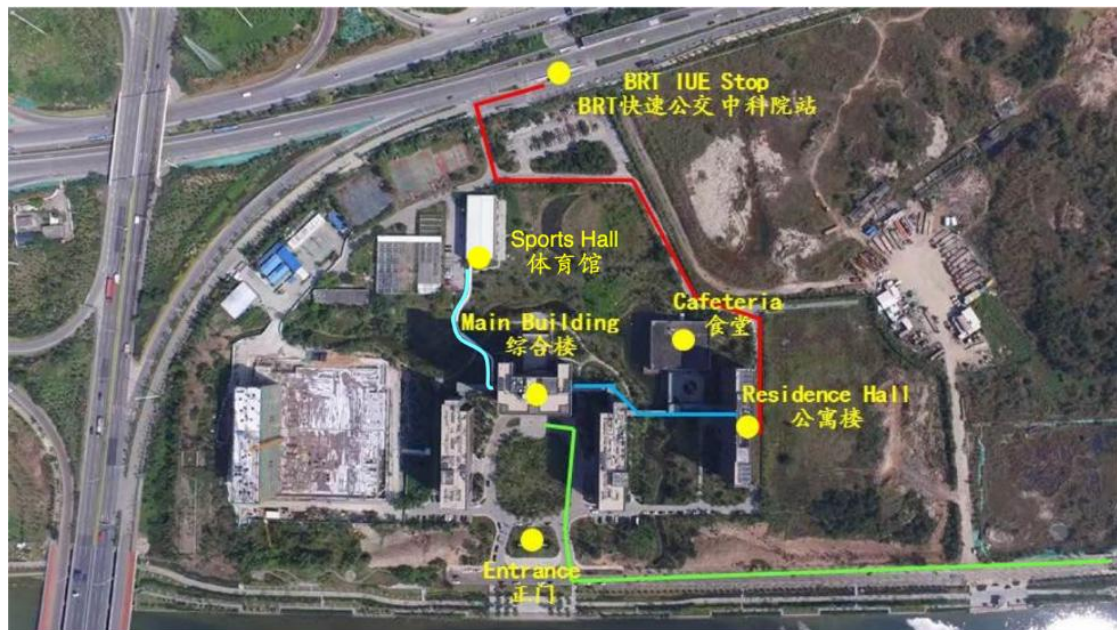 BRT IUE Stop
BRT快速公交中科院站
Sports Hall
体育馆
Cafeteria
食堂
Main Building
综合楼
Residence Hall
公寓楼
Entrance
正门